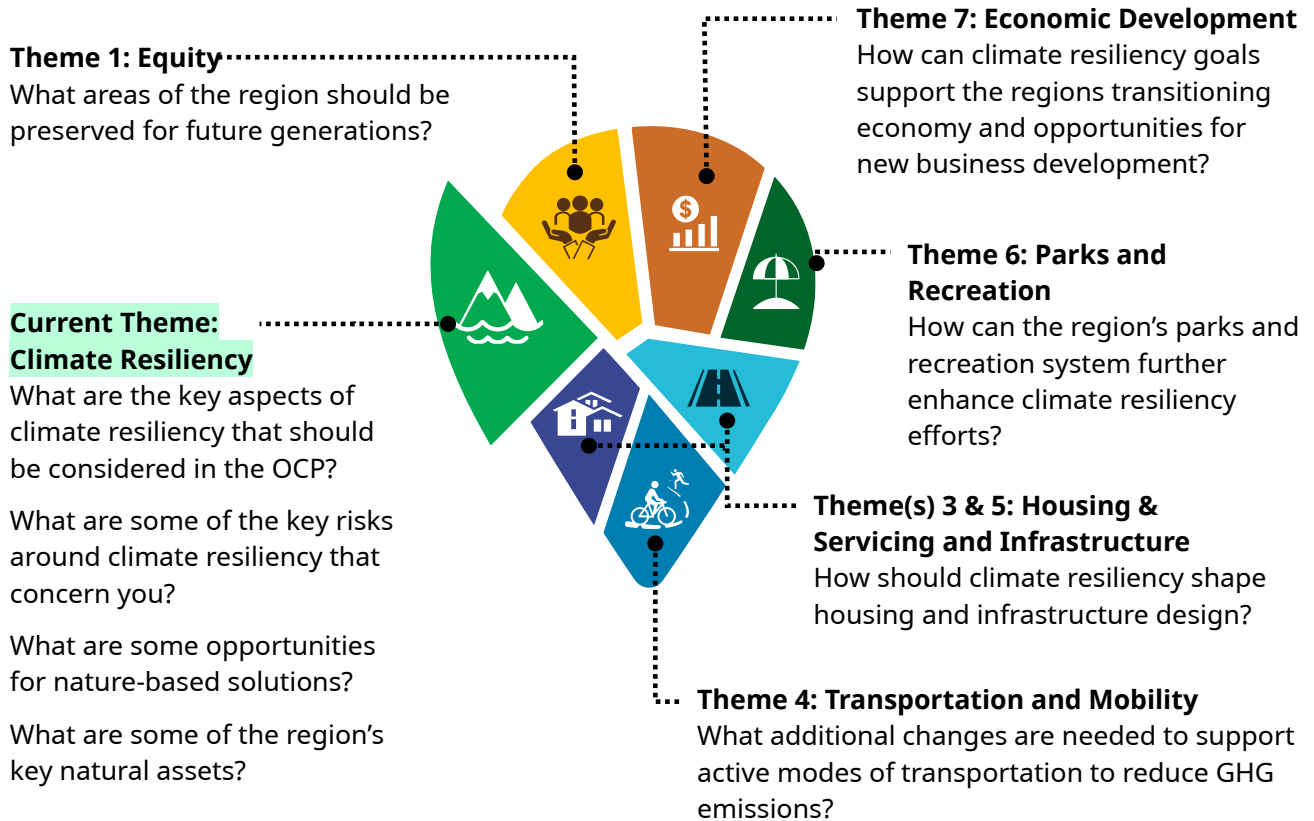 Theme 1: Equity
What areas of the region should be
preserved for future generations?
Current Theme:
Climate Resiliency
What are the key aspects of
climate resiliency that should
be considered in the OCP?
What are some of the key risks
around climate resiliency that
concern you?
What are some opportunities
for nature-based solutions?
What are some of the region’s
key natural assets?
$
Theme 7: Economic Development
How can climate resiliency goals
support the regions transitioning
economy and opportunities for
new business development?
Theme 6: Parks and
Recreation
How can the region’s parks and
recreation system further
enhance climate resiliency
efforts?
Theme(s) 3 & 5: Housing &
Servicing and Infrastructure
How should climate resiliency shape
housing and infrastructure design?
Theme 4: Transportation and Mobility
What additional changes are needed to support
active modes of transportation to reduce GHG
emissions?